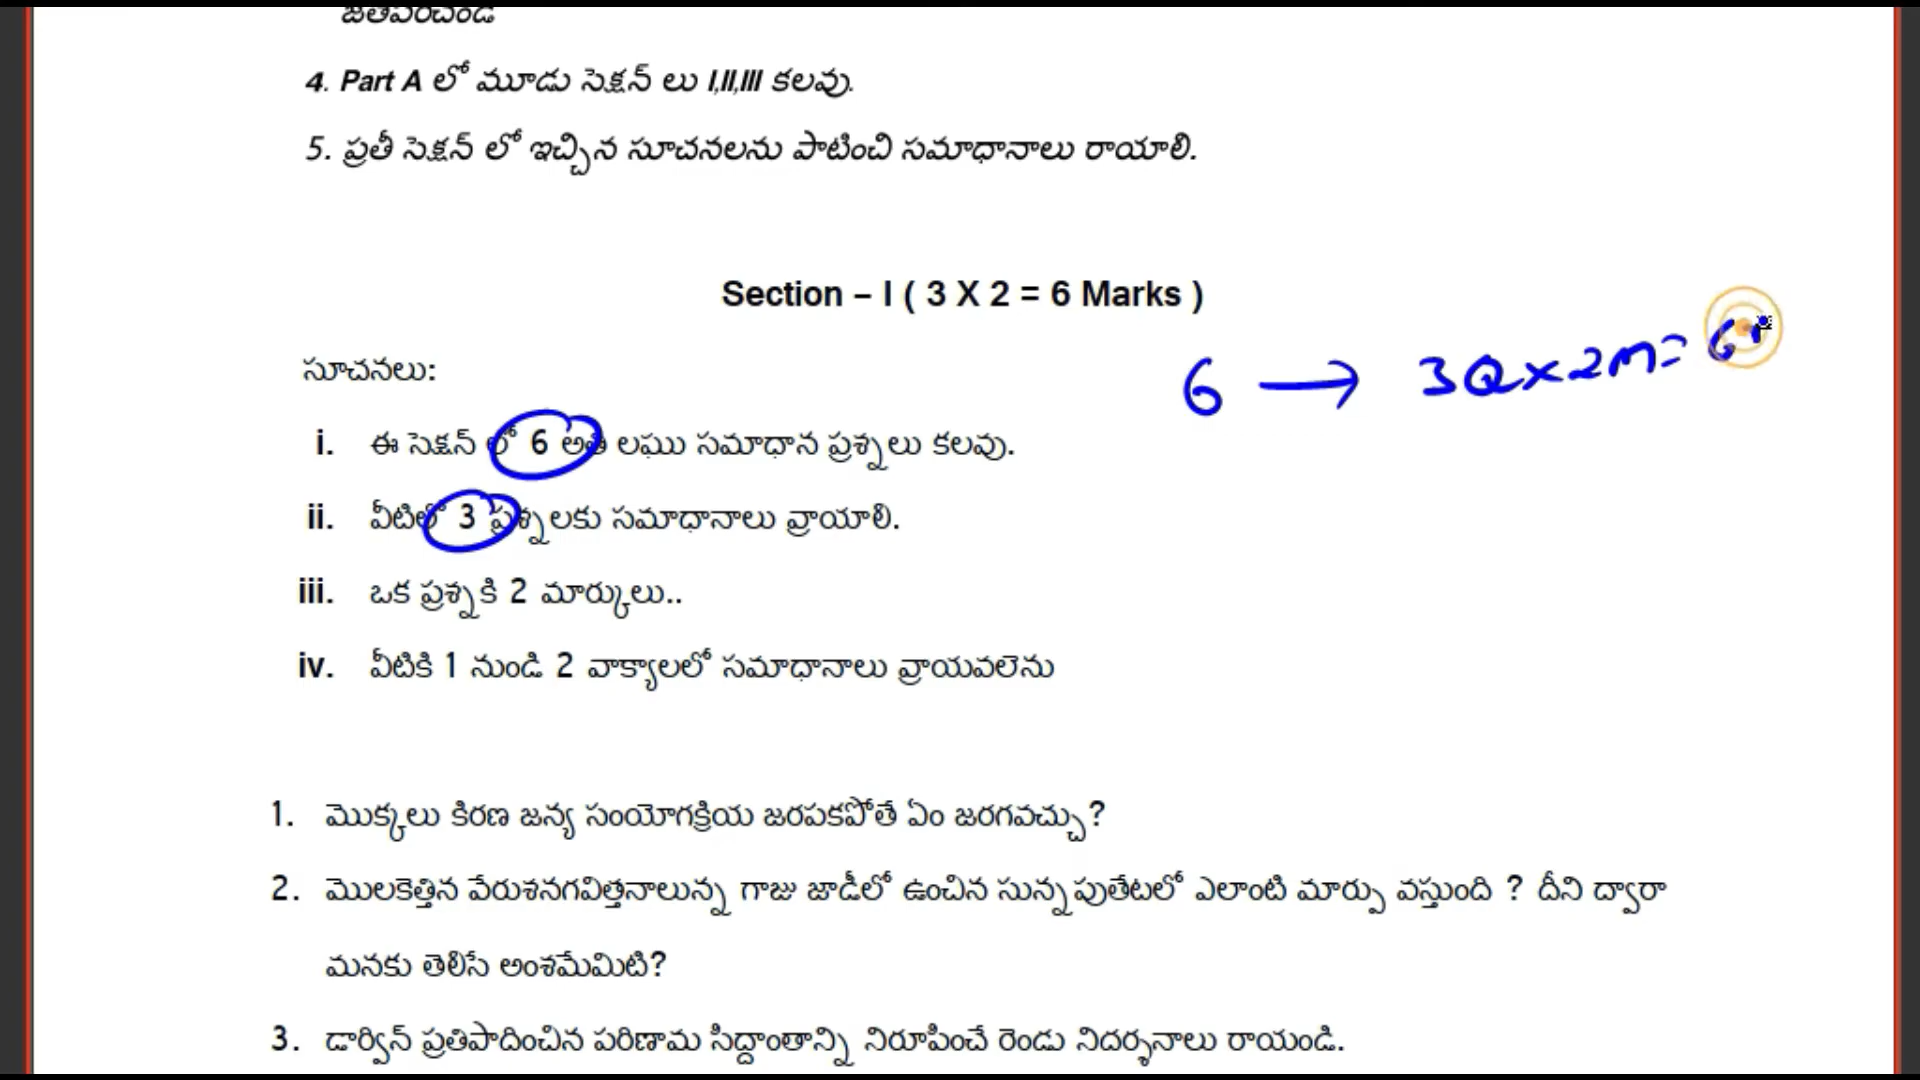 4. Part A లో మూడు సెక్షన్ లు I,II,III కలవు.
5. ప్రతీ సెక్షన్ లో ఇచ్చిన సూచనలను పాటించి సమాధానాలు రాయాలి.
Section – I ( 3 X 2 = 6 Marks )
6 → 3Q×2M=6
సూచనలు:
i. ఈ సెక్షన్ లో 6 అతి లఘు సమాధాన ప్రశ్నలు కలవు.
ii. వీటిలో 3 ప్రశ్నలకు సమాధానాలు వ్రాయాలి.
iii. ఒక ప్రశ్నకి 2 మార్కులు..
iv. వీటికి 1 నుండి 2 వాక్యాలలో సమాధానాలు వ్రాయవలెను
1. మొక్కలు కిరణ జన్య సంయోగక్రియ జరపకపోతే ఏం జరగవచ్చు?
2. మొలకెత్తిన వేరుశనగవిత్తనాలున్న గాజు జాడీలో ఉంచిన సున్నపుతేటలో ఎలాంటి మార్పు వస్తుంది ? దీని ద్వారా
మనకు తెలిసే అంశమేమిటి?
3. డార్విన్ ప్రతిపాదించిన పరిణామ సిద్దాంతాన్ని నిరూపించే రెండు నిదర్శనాలు రాయండి.